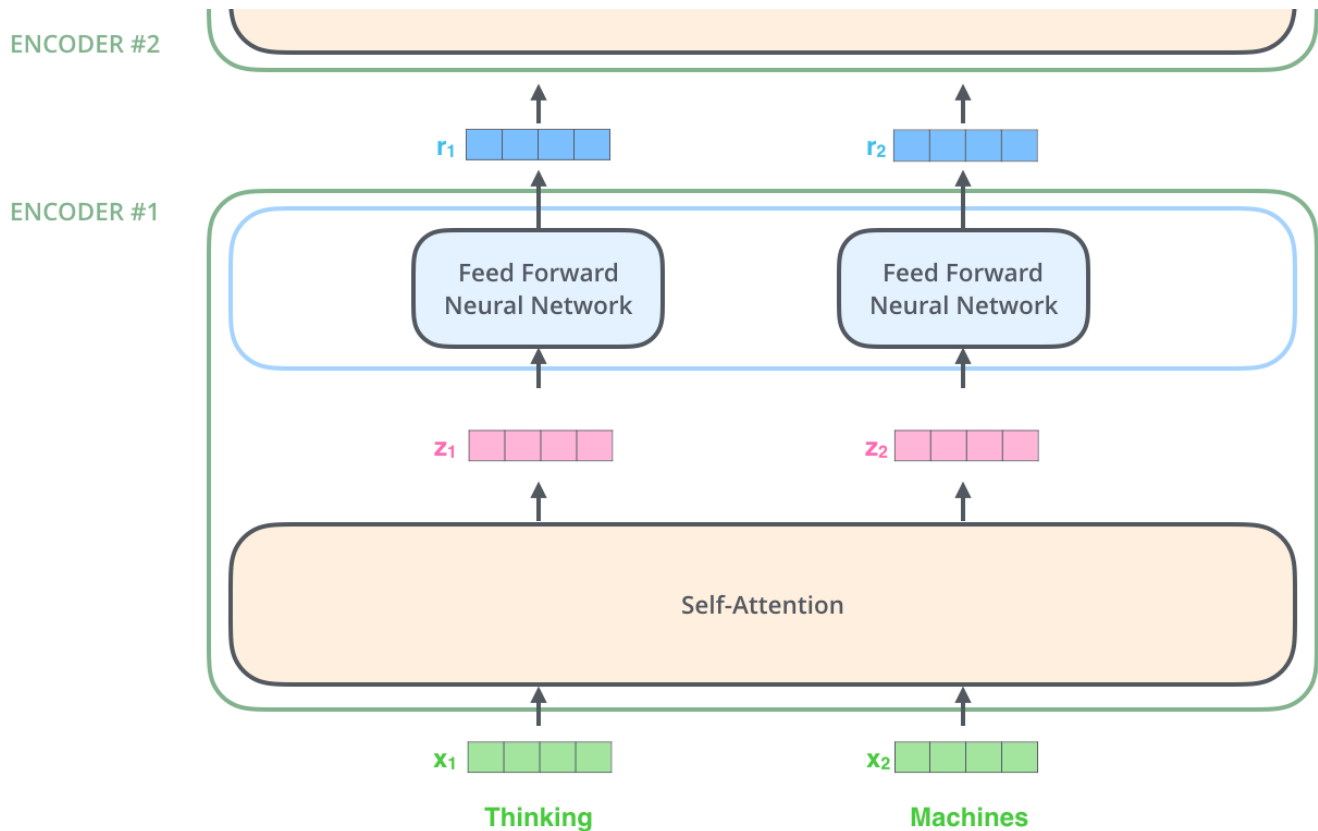 ENCODER #2
r₁
r₂
ENCODER #1
Feed Forward
Neural Network
Feed Forward
Neural Network
z₁
z₂
Self-Attention
x₁
x₂
Thinking
Machines